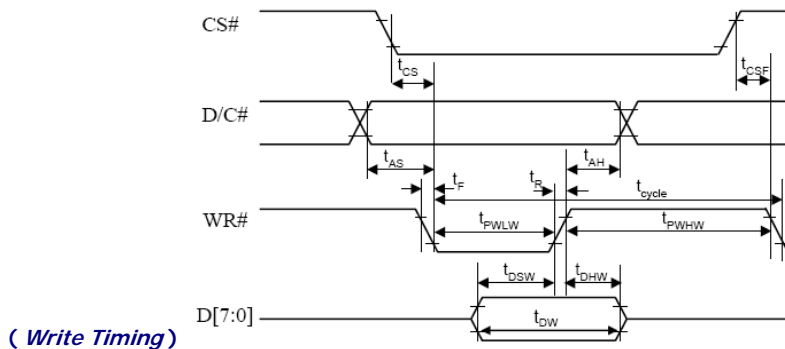 CS#
tCS
tCSF
D/C#
tAS
tF
tR
tAH
tcycle
WR#
tPWLW
tPWHW
tDSW
tDHW
D[7:0]
tDW
( Write Timing )